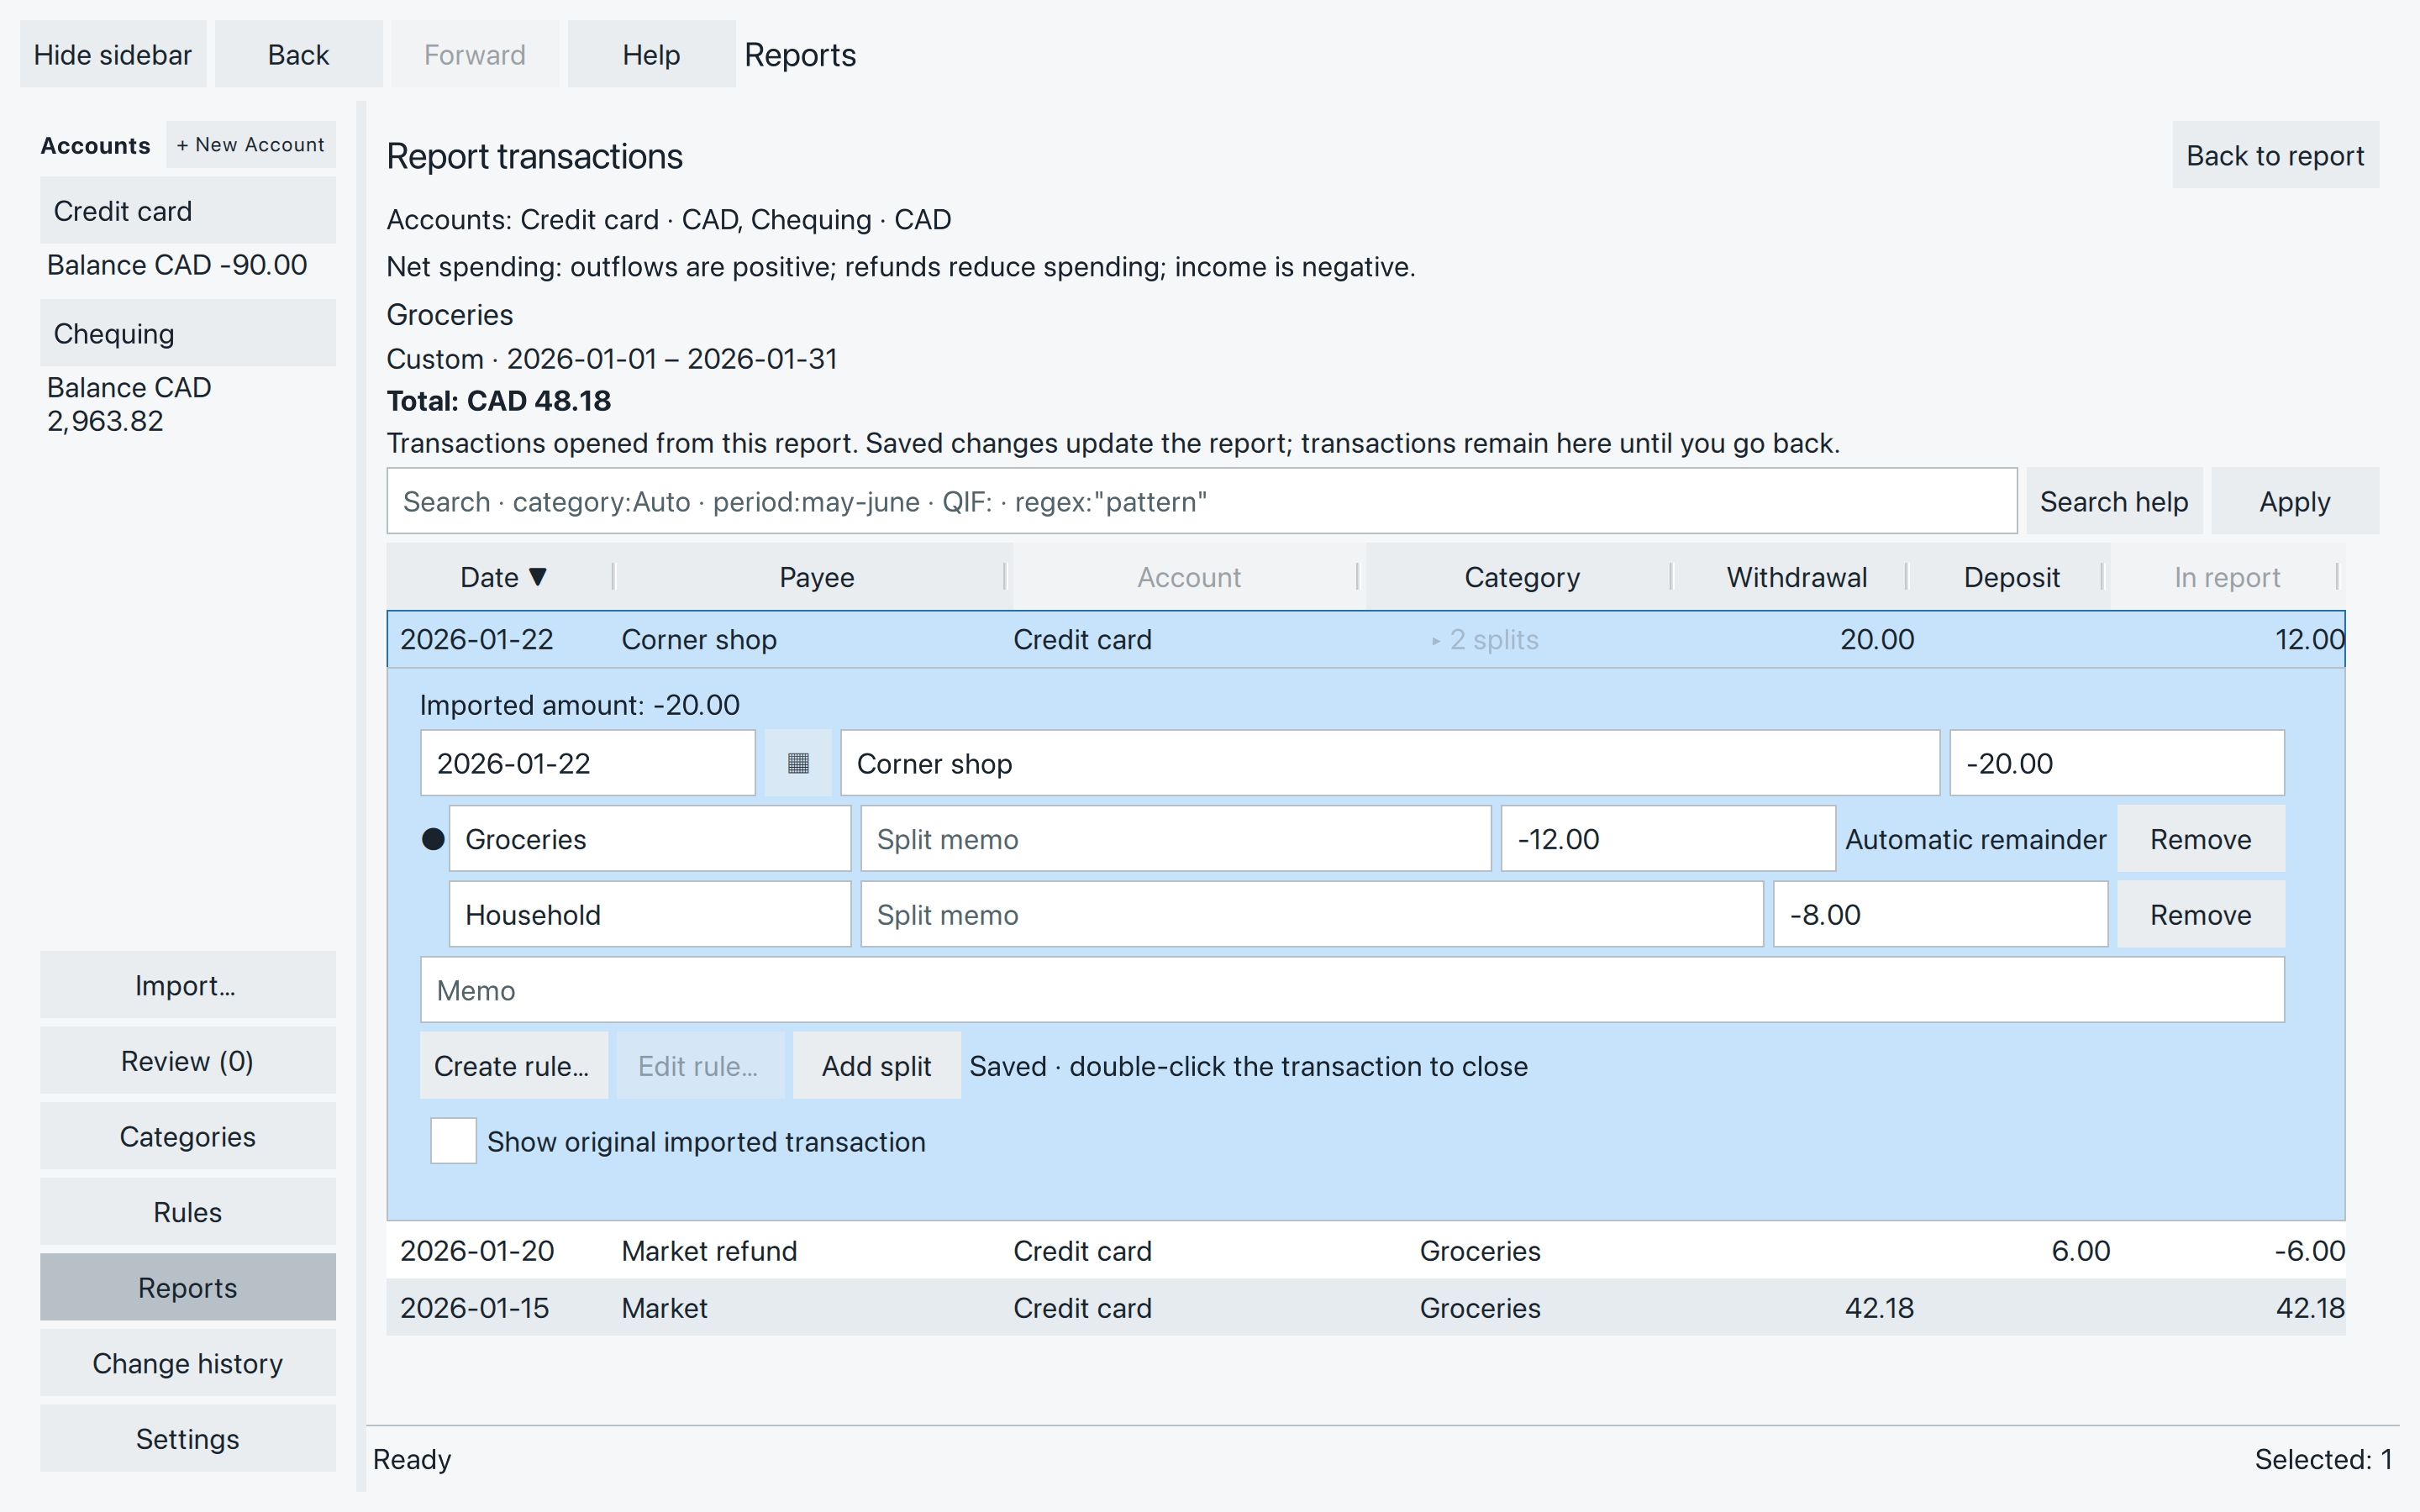 Hide sidebar Back Forward Help Reports
Accounts + New Account
Credit card
Balance CAD -90.00
Chequing
Balance CAD
2,963.82
Import...
Review (0)
Categories
Rules
Reports
Change history
Settings
Report transactions Back to report
Accounts: Credit card · CAD, Chequing · CAD
Net spending: outflows are positive; refunds reduce spending; income is negative.
Groceries
Custom · 2026-01-01 – 2026-01-31
Total: CAD 48.18
Transactions opened from this report. Saved changes update the report; transactions remain here until you go back.
Search · category:Auto · period:may-june · QIF: · regex:"pattern" Search help Apply
Date ▼ Payee Account Category Withdrawal Deposit In report
2026-01-22 Corner shop Credit card ▸ 2 splits 20.00 12.00
Imported amount: -20.00
2026-01-22 Corner shop -20.00
Groceries Split memo -12.00 Automatic remainder Remove
Household Split memo -8.00 Remove
Memo
Create rule... Edit rule... Add split Saved · double-click the transaction to close
Show original imported transaction
2026-01-20 Market refund Credit card Groceries 6.00 -6.00
2026-01-15 Market Credit card Groceries 42.18 42.18
Ready Selected: 1